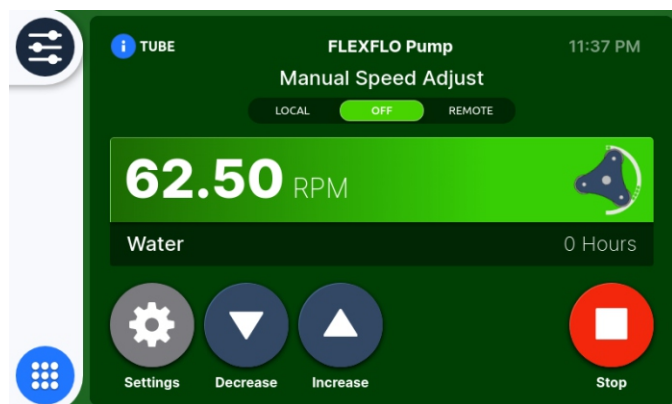 i TUBE FLEXFLO Pump 11:37 PM
Manual Speed Adjust
LOCAL OFF REMOTE
62.50 RPM
Water 0 Hours
Settings Decrease Increase Stop